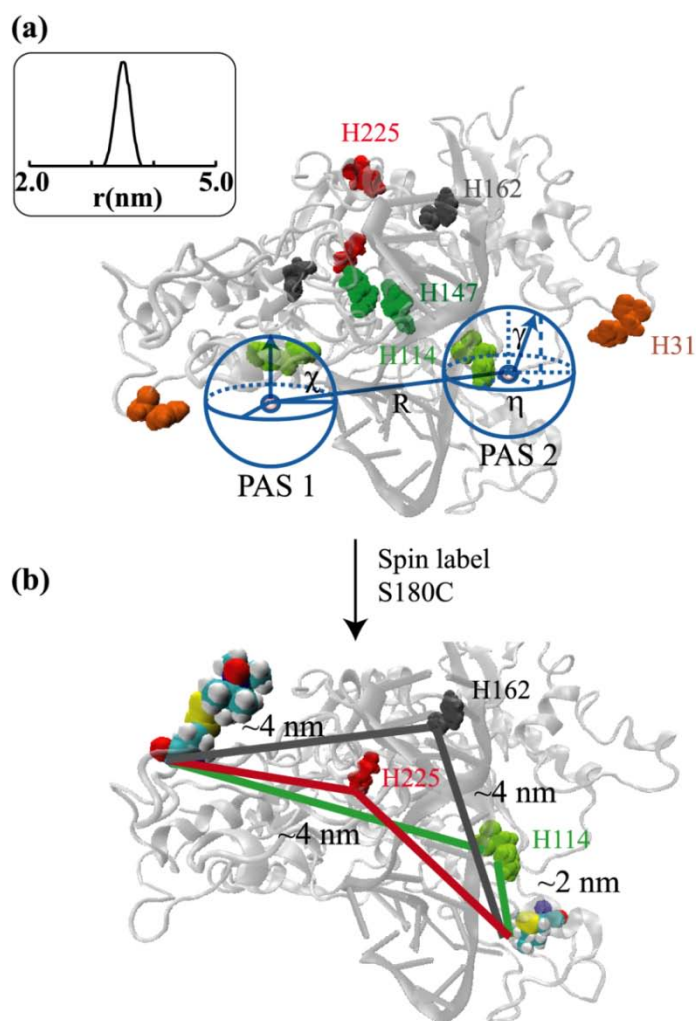 (a)
2.0
5.0
r(nm)
H225
H162
H147
H114
H31
χ
R
γ
η
PAS 1
PAS 2
Spin label
S180C
(b)
~4 nm
H162
H225
~4 nm
~4 nm
H114
~2 nm